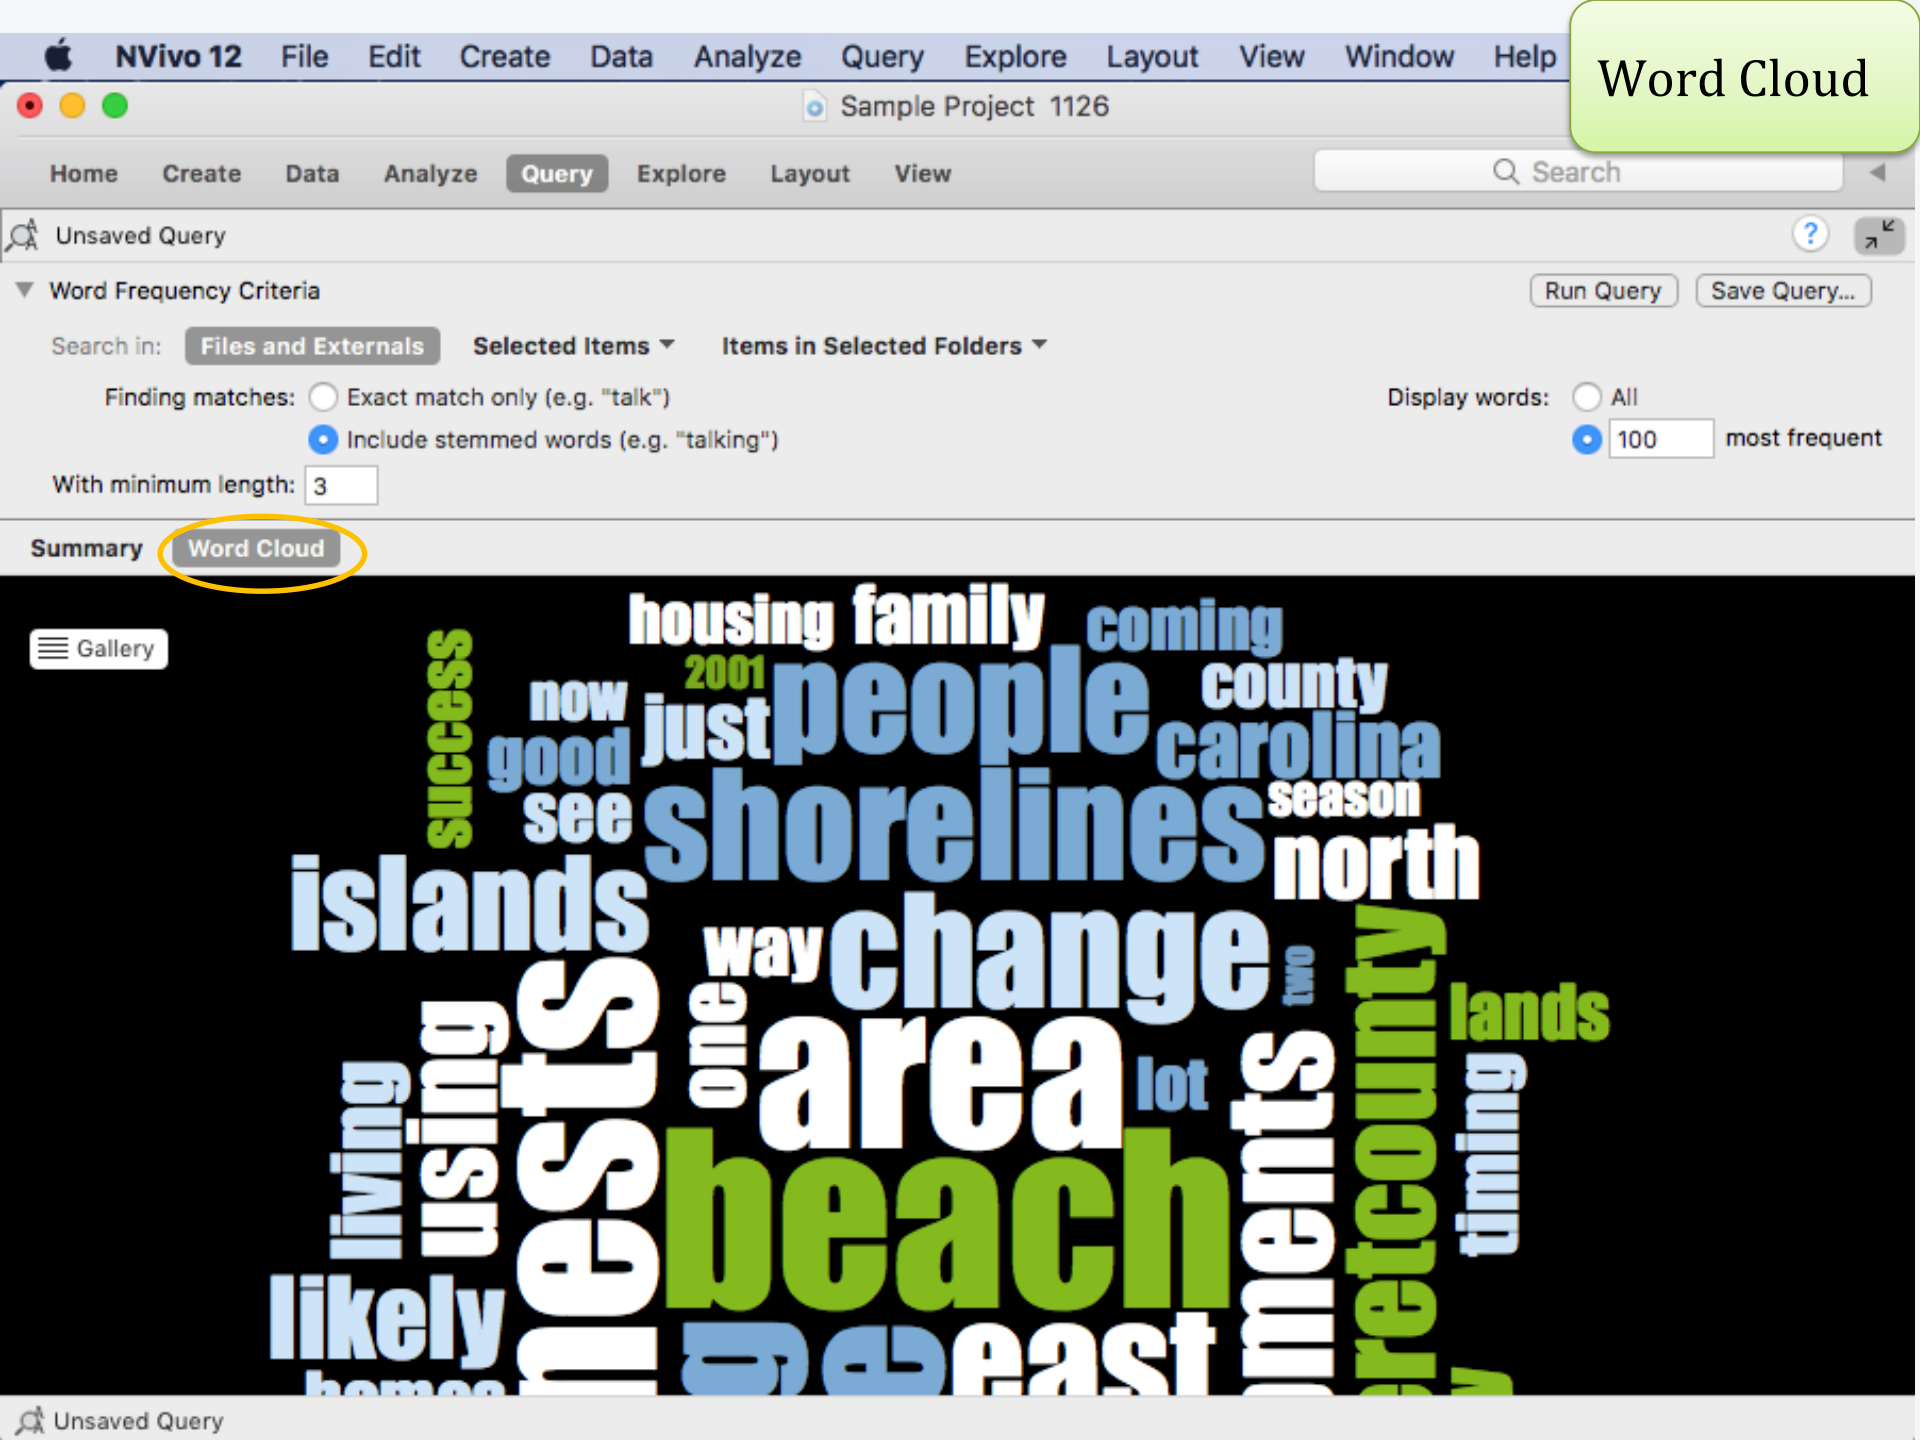 NVivo 12 File Edit Create Data Analyze Query Explore Layout View Window Help
Word Cloud
Sample Project 1126
Home Create Data Analyze Query Explore Layout View
Search
Unsaved Query
?
Word Frequency Criteria
Run Query Save Query...
Search in: Files and Externals Selected Items Items in Selected Folders
Finding matches: Exact match only (e.g. "talk")
Display words: All
Include stemmed words (e.g. "talking")
100 most frequent
With minimum length: 3
Summary Word Cloud
Gallery
housing family coming
success
2001 people
now just county
good carolina
see shorelines season
north
islands
way change two
one area lot
lands
living using
timing
beach
likely
east
homes
Unsaved Query